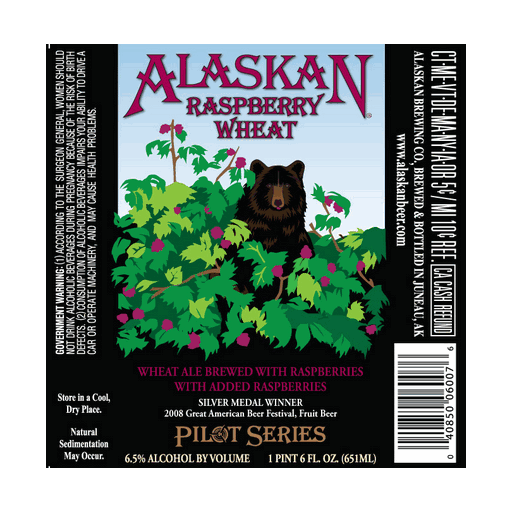 GOVERNMENT WARNING: (1) ACCORDING TO THE SURGEON GENERAL, WOMEN SHOULD
NOT DRINK ALCOHOLIC BEVERAGES DURING PREGNANCY BECAUSE OF THE RISK OF BIRTH
DEFECTS. (2) CONSUMPTION OF ALCOHOLIC BEVERAGES IMPAIRS YOUR ABILITY TO DRIVE A
CAR OR OPERATE MACHINERY, AND MAY CAUSE HEALTH PROBLEMS.
Store in a Cool,
Dry Place.
Natural
Sedimentation
May Occur.
ALASKAN®
RASPBERRY
WHEAT
WHEAT ALE BREWED WITH RASPBERRIES
WITH ADDED RASPBERRIES
SILVER MEDAL WINNER
2008 Great American Beer Festival, Fruit Beer
PILOT SERIES
6.5% ALCOHOL BY VOLUME 1 PINT 6 FL. OZ. (651ML)
CT-ME-VT-DE-MA-NY-IA-OR 5¢/ MI 10¢ REF. CA CASH REFUND
ALASKAN BREWING CO., BREWED & BOTTLED IN JUNEAU, AK
www.alaskanbeer.com
0 40850 06007 6